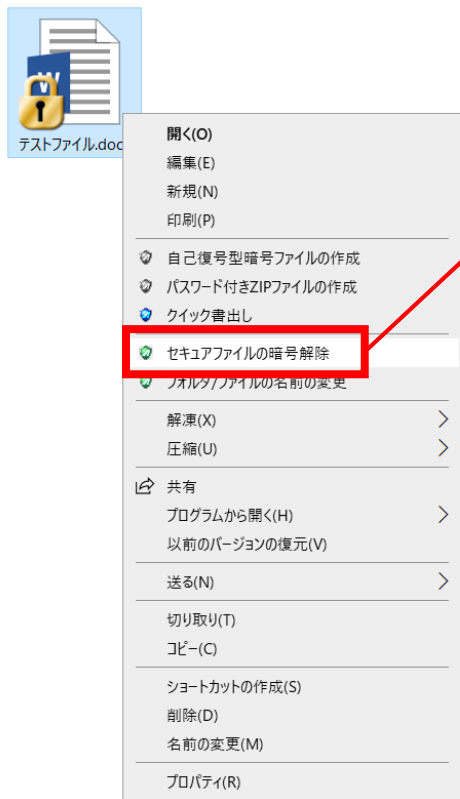 W
テストファイル.doc
開く(O)
編集(E)
新規(N)
印刷(P)
自己復号型暗号ファイルの作成
パスワード付きZIPファイルの作成
クイック書出し
セキュアファイルの暗号解除
フォルダ/ファイルの名前の変更
解凍(X)
圧縮(U)
共有
プログラムから開く(H)
以前のバージョンの復元(V)
送る(N)
切り取り(T)
コピー(C)
ショートカットの作成(S)
削除(D)
名前の変更(M)
プロパティ(R)